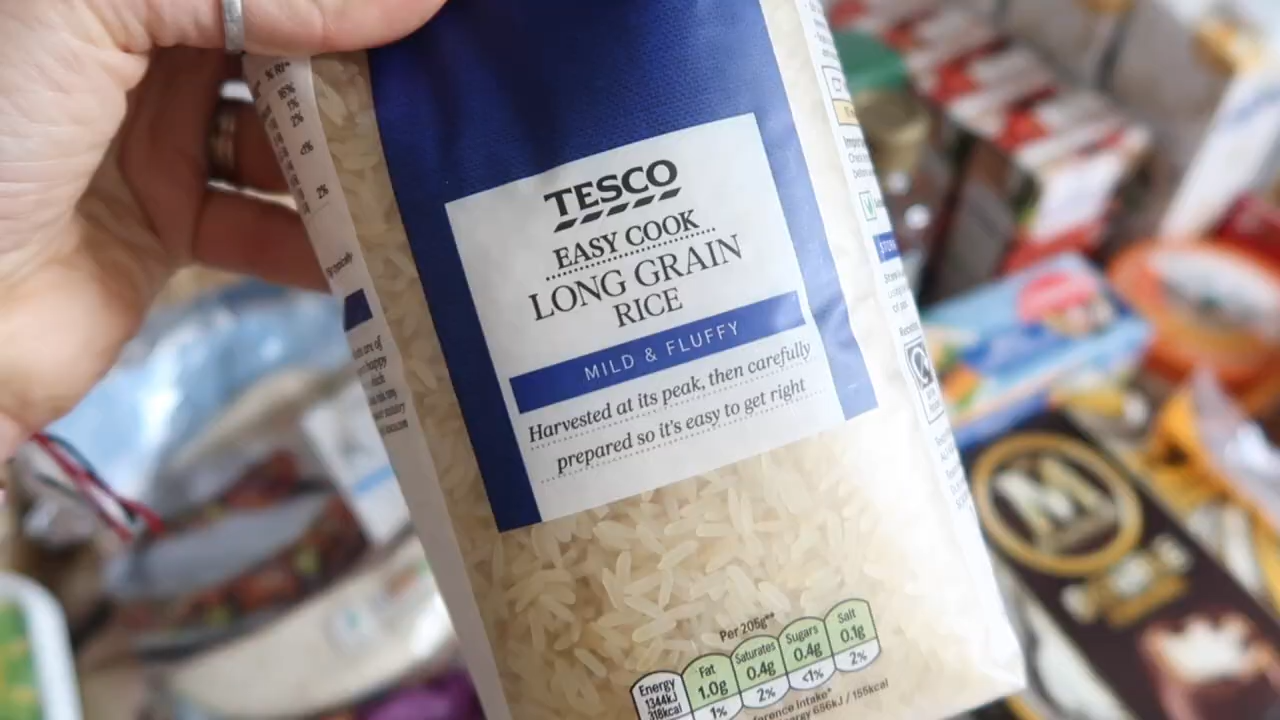 TESCO
EASY COOK
LONG GRAIN
RICE
MILD & FLUFFY
Harvested at its peak, then carefully
prepared so it's easy to get right
Per 205g**
Energy
1344kJ
318kcal
Fat
1.0g
1%
Saturates
0.4g
2%
Sugars
0.4g
<1%
Salt
0.1g
2%
M